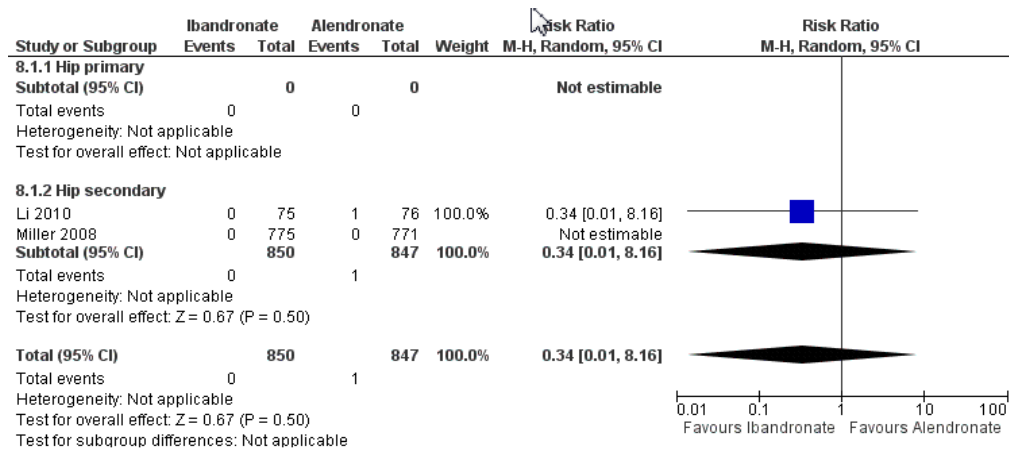 Ibandronate Alendronate Risk Ratio Risk Ratio
Study or Subgroup Events Total Events Total Weight M-H, Random, 95% CI M-H, Random, 95% CI
8.1.1 Hip primary
Subtotal (95% CI) 0 0 Not estimable
Total events 0 0
Heterogeneity: Not applicable
Test for overall effect: Not applicable
8.1.2 Hip secondary
Li 2010 0 75 1 76 100.0% 0.34 [0.01, 8.16]
Miller 2008 0 775 0 771 Not estimable
Subtotal (95% CI) 850 847 100.0% 0.34 [0.01, 8.16]
Total events 0 1
Heterogeneity: Not applicable
Test for overall effect: Z = 0.67 (P = 0.50)
Total (95% CI) 850 847 100.0% 0.34 [0.01, 8.16]
Total events 0 1
Heterogeneity: Not applicable
Test for overall effect: Z = 0.67 (P = 0.50)
Test for subgroup differences: Not applicable
0.01 0.1 1 10 100
Favours Ibandronate Favours Alendronate